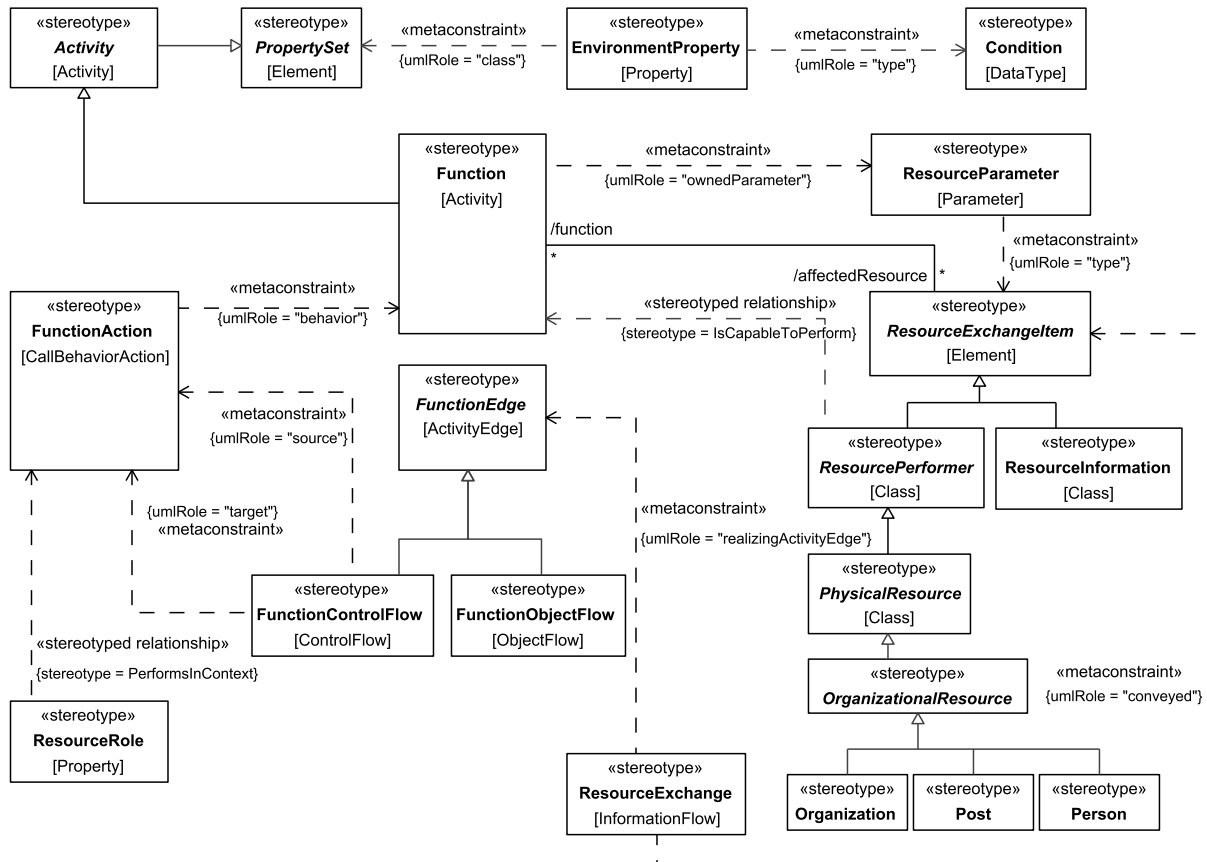 «stereotype»
Activity
[Activity]
«stereotype»
PropertySet
[Element]
«metaconstraint»
{umlRole = "class"}
«stereotype»
EnvironmentProperty
[Property]
«metaconstraint»
{umlRole = "type"}
«stereotype»
Condition
[DataType]
«stereotype»
Function
[Activity]
«metaconstraint»
{umlRole = "ownedParameter"}
«stereotype»
ResourceParameter
[Parameter]
/function
*
«metaconstraint»
{umlRole = "type"}
/affectedResource
*
«stereotype»
FunctionAction
[CallBehaviorAction]
«metaconstraint»
{umlRole = "behavior"}
«stereotyped relationship»
{stereotype = IsCapableToPerform}
«stereotype»
ResourceExchangeItem
[Element]
«stereotype»
FunctionEdge
[ActivityEdge]
«metaconstraint»
{umlRole = "source"}
«stereotype»
ResourcePerformer
[Class]
«stereotype»
ResourceInformation
[Class]
{umlRole = "target"}
«metaconstraint»
«metaconstraint»
{umlRole = "realizingActivityEdge"}
«stereotype»
FunctionControlFlow
[ControlFlow]
«stereotype»
FunctionObjectFlow
[ObjectFlow]
«stereotype»
PhysicalResource
[Class]
«stereotyped relationship»
{stereotype = PerformsInContext}
«stereotype»
OrganizationalResource
«metaconstraint»
{umlRole = "conveyed"}
«stereotype»
ResourceRole
[Property]
«stereotype»
ResourceExchange
[InformationFlow]
«stereotype»
Organization
«stereotype»
Post
«stereotype»
Person